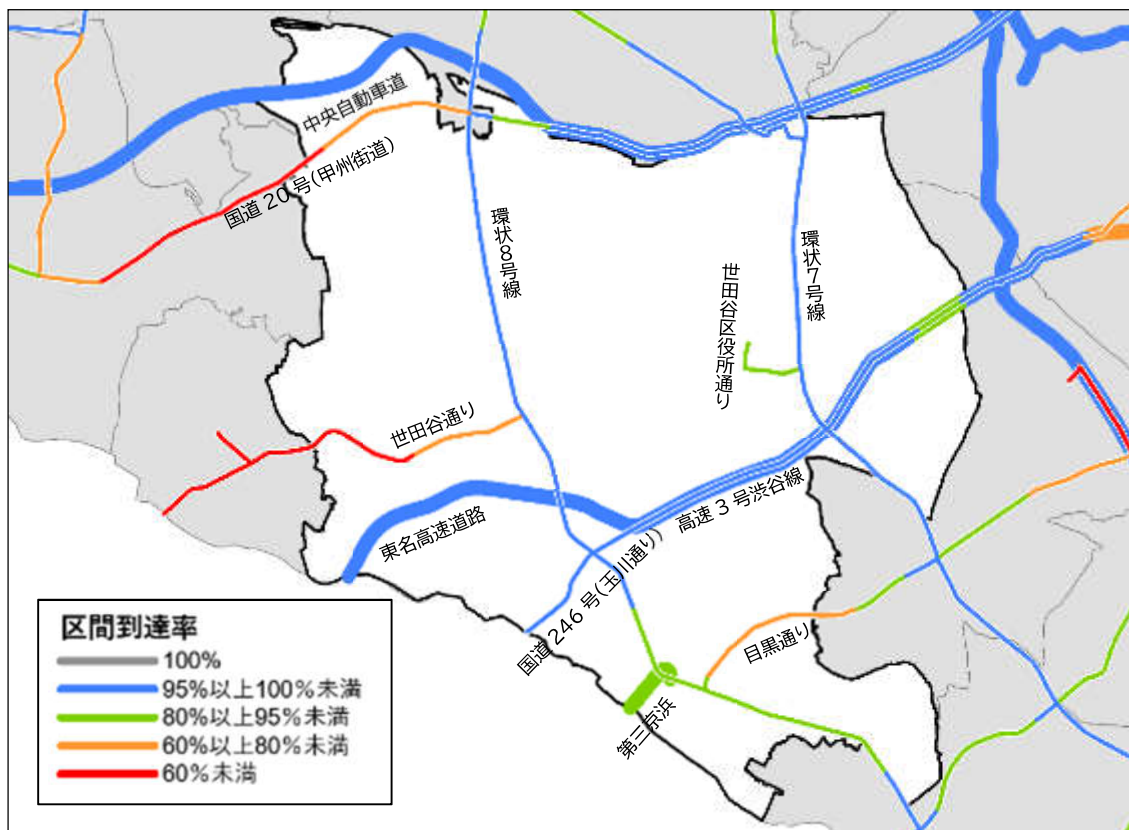 中央自動車道
国道20号(甲州街道)
環状8号線
環状7号線
世田谷区役所通り
世田谷通り
東名高速道路
国道246号(玉川通り)
高速3号渋谷線
目黒通り
第三京浜
区間到達率
100%
95%以上100%未満
80%以上95%未満
60%以上80%未満
60%未満